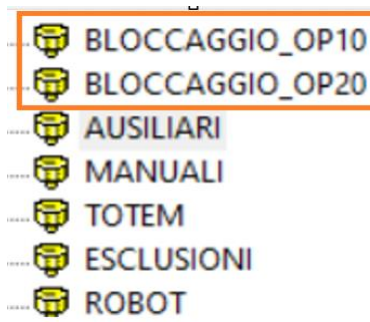 BLOCCAGGIO_OP10
BLOCCAGGIO_OP20
AUSILIARI
MANUALI
TOTEM
ESCLUSIONI
ROBOT